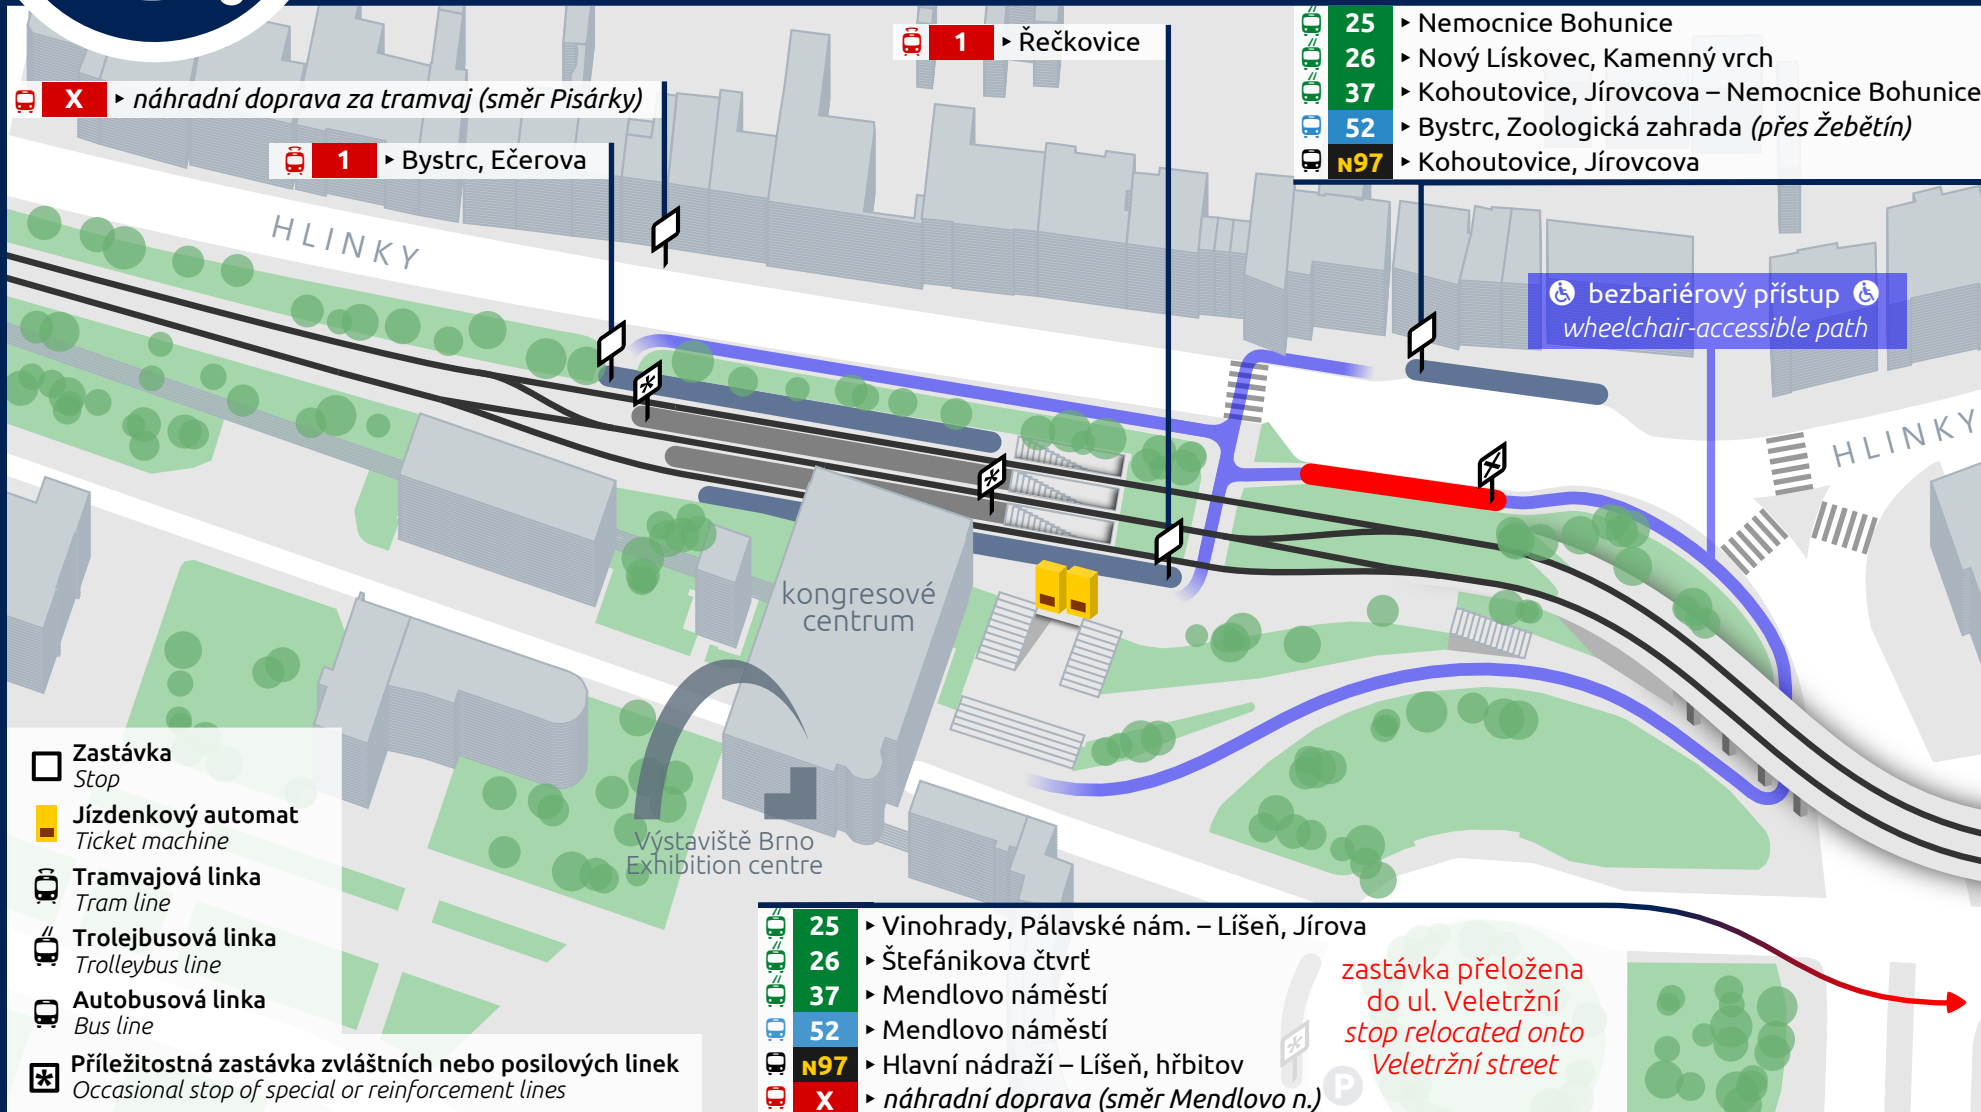 1 ▸ Řečkovice
25 ▸ Nemocnice Bohunice
26 ▸ Nový Lískovec, Kamenný vrch
37 ▸ Kohoutovice, Jírovcova – Nemocnice Bohunice
52 ▸ Bystrc, Zoologická zahrada (přes Žebětín)
N97 ▸ Kohoutovice, Jírovcova
X ▸ náhradní doprava za tramvaj (směr Pisárky)
1 ▸ Bystrc, Ečerova
HLINKY
bezbariérový přístup
wheelchair-accessible path
HLINKY
kongresové
centrum
Výstaviště Brno
Exhibition centre
Zastávka
Stop
Jízdenkový automat
Ticket machine
Tramvajová linka
Tram line
Trolejbusová linka
Trolleybus line
Autobusová linka
Bus line
Příležitostná zastávka zvláštních nebo posilových linek
Occasional stop of special or reinforcement lines
25 ▸ Vinohrady, Pálavské nám. – Líšeň, Jírova
26 ▸ Štefánikova čtvrť
37 ▸ Mendlovo náměstí
52 ▸ Mendlovo náměstí
N97 ▸ Hlavní nádraží – Líšeň, hřbitov
X ▸ náhradní doprava (směr Mendlovo n.)
zastávka přeložena
do ul. Veletržní
stop relocated onto
Veletržní street
P